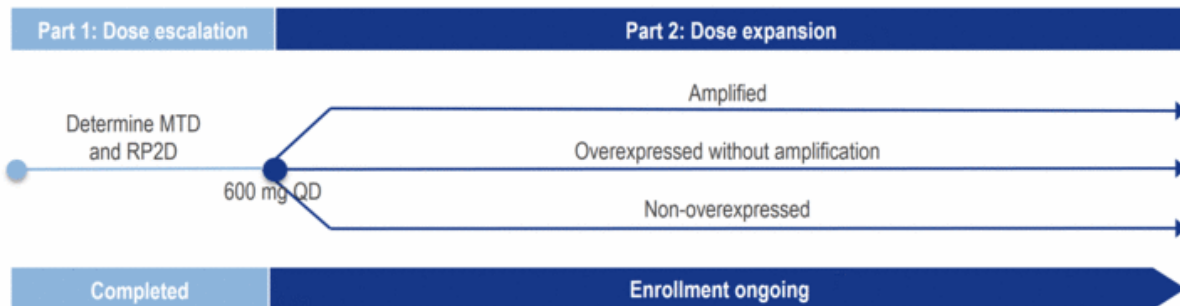 Part 1: Dose escalation
Part 2: Dose expansion
Amplified
Determine MTD
and RP2D
Overexpressed without amplification
600 mg QD
Non-overexpressed
Completed
Enrollment ongoing